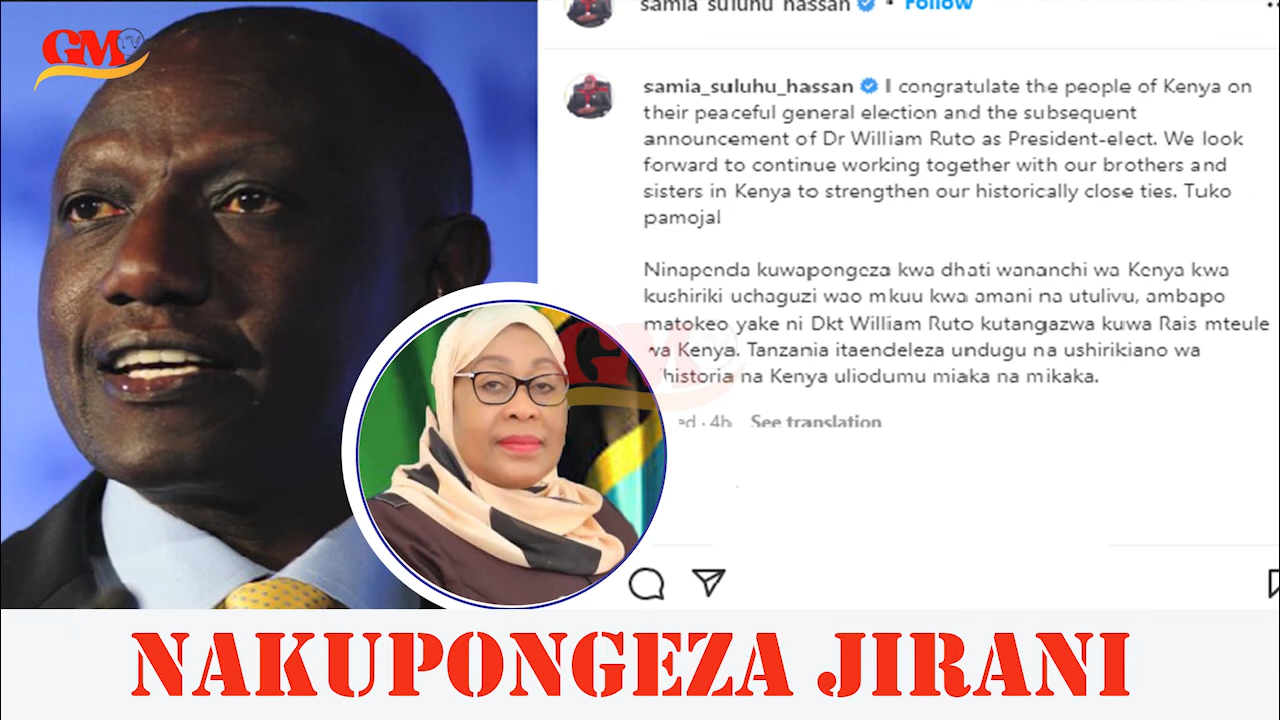 GM TV
samia_suluhu_hassan • Follow
samia_suluhu_hassan I congratulate the people of Kenya on
their peaceful general election and the subsequent
announcement of Dr William Ruto as President-elect. We look
forward to continue working together with our brothers and
sisters in Kenya to strengthen our historically close ties. Tuko
pamoja!
Ninapenda kuwapongeza kwa dhati wananchi wa Kenya kwa
kushiriki uchaguzi wao mkuu kwa amani na utulivu, ambapo
matokeo yake ni Dkt William Ruto kutangazwa kuwa Rais mteule
wa Kenya. Tanzania itaendeleza undugu na ushirikiano wa
historia na Kenya uliodumu miaka na mikaka.
ed · 4h See translation
GM
NAKUPONGEZA JIRANI